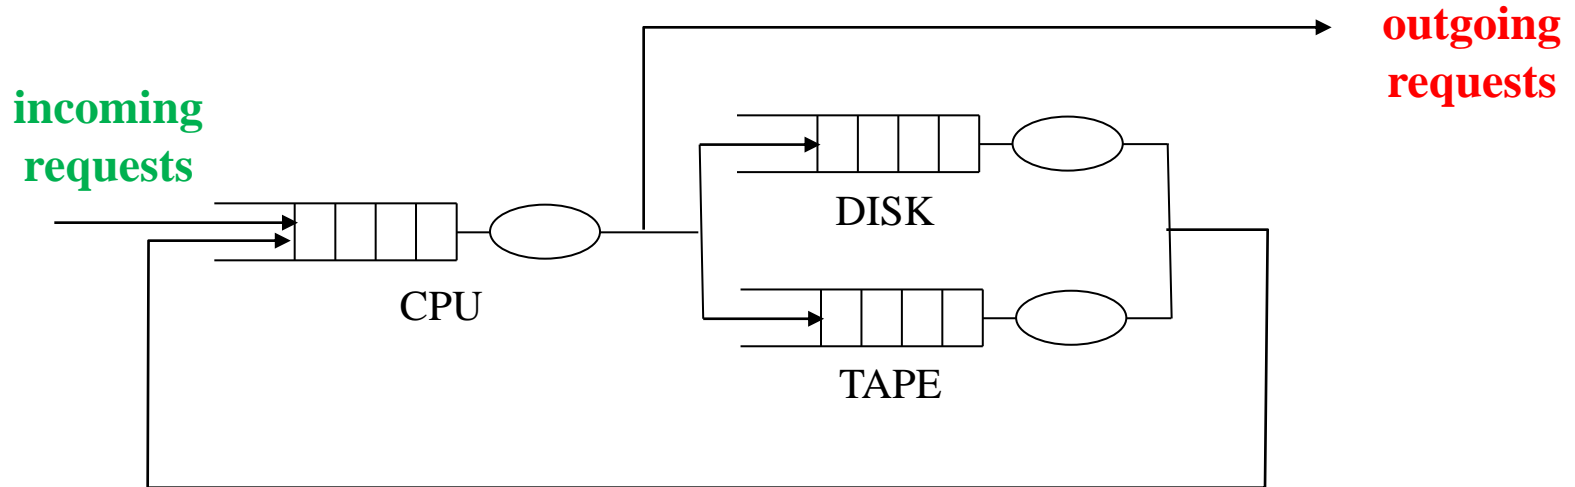 incoming
requests
outgoing
requests
DISK
CPU
TAPE